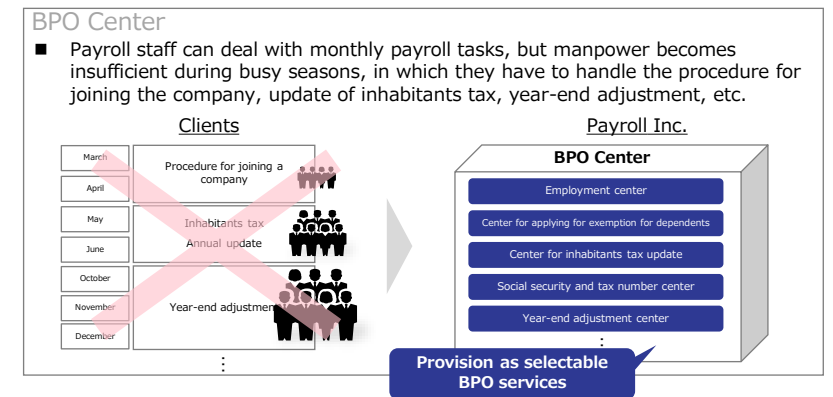 BPO Center
■ Payroll staff can deal with monthly payroll tasks, but manpower becomes
insufficient during busy seasons, in which they have to handle the procedure for
joining the company, update of inhabitants tax, year-end adjustment, etc.
Clients
March
April
Procedure for joining a
company
May
June
Inhabitants tax
Annual update
October
November
December
Year-end adjustment
⋮
Payroll Inc.
BPO Center
Employment center
Center for applying for exemption for dependents
Center for inhabitants tax update
Social security and tax number center
Year-end adjustment center
⋮
Provision as selectable
BPO services